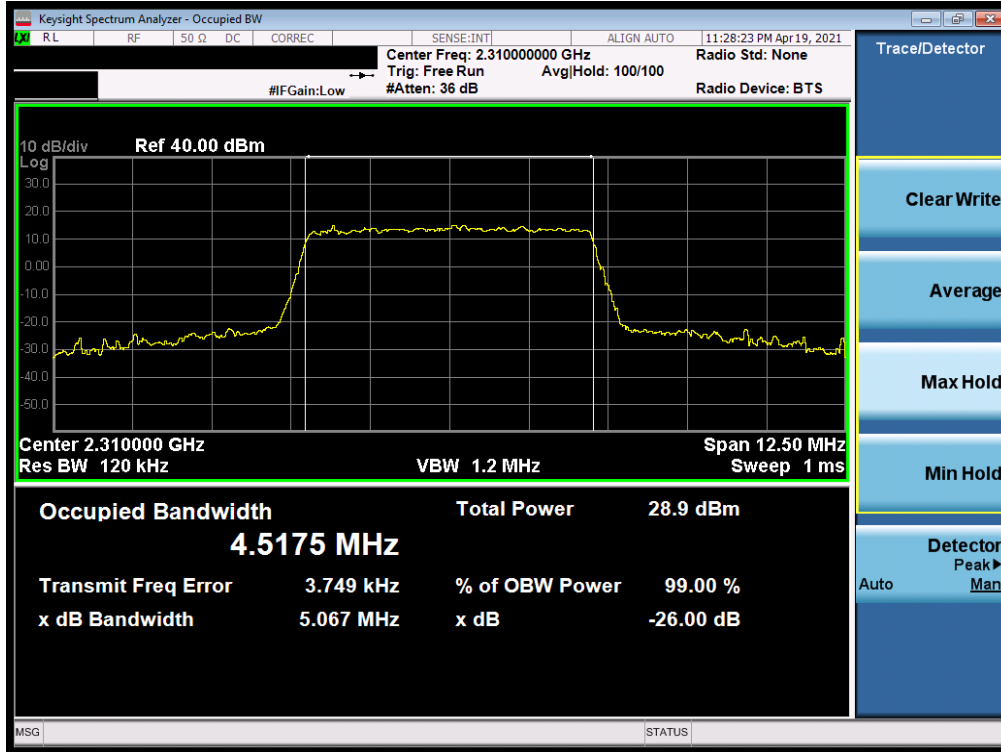 Keysight Spectrum Analyzer - Occupied BW
LXI RL RF 50 Ω DC CORREC SENSE:INT ALIGN AUTO 11:28:23 PM Apr 19, 2021
Center Freq: 2.310000000 GHz Radio Std: None
Trig: Free Run Avg|Hold: 100/100
#IFGain:Low #Atten: 36 dB Radio Device: BTS
10 dB/div Ref 40.00 dBm
Log
30.0
20.0
10.0
0.00
-10.0
-20.0
-30.0
-40.0
-50.0
Center 2.310000 GHz Span 12.50 MHz
Res BW 120 kHz VBW 1.2 MHz Sweep 1 ms
Occupied Bandwidth Total Power 28.9 dBm
4.5175 MHz
Transmit Freq Error 3.749 kHz % of OBW Power 99.00 %
x dB Bandwidth 5.067 MHz x dB -26.00 dB
MSG STATUS
Trace/Detector
Clear Write
Average
Max Hold
Min Hold
Detector
Peak▶
Auto Man